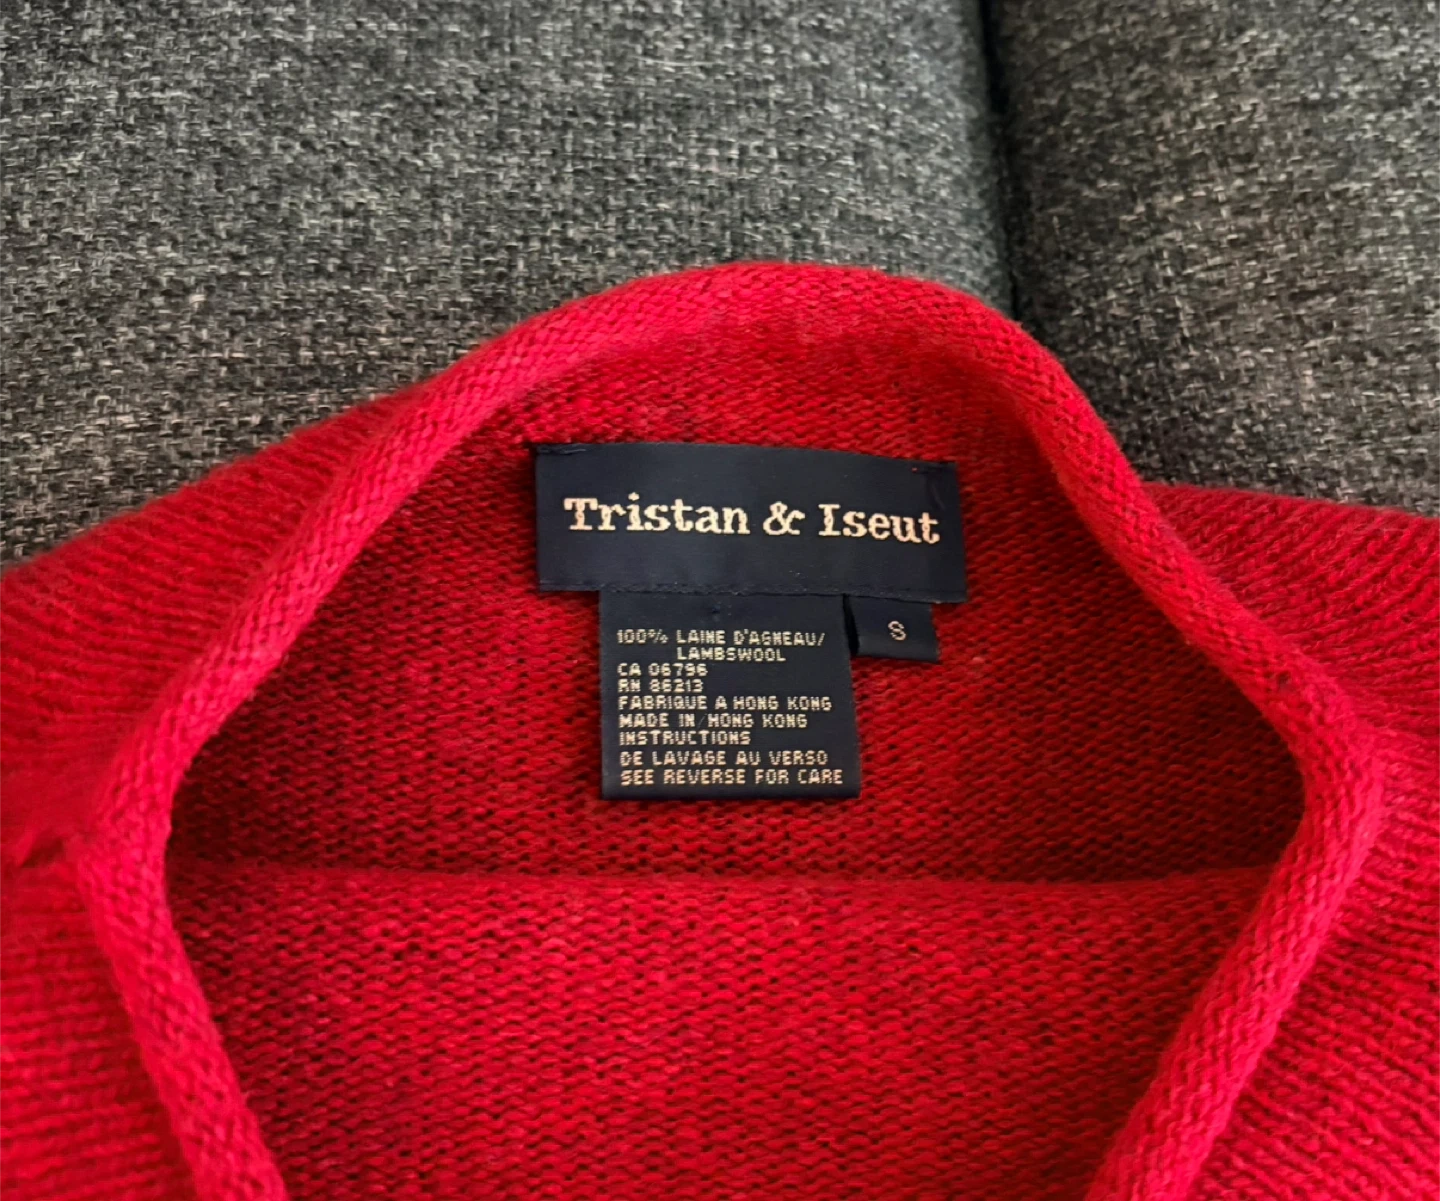 Tristan & Iseut
S
100% LAINE D'AGNEAU/
LAMBSWOOL
CA 06796
RN 86213
FABRIQUE A HONG KONG
MADE IN HONG KONG
INSTRUCTIONS
DE LAVAGE AU VERSO
SEE REVERSE FOR CARE